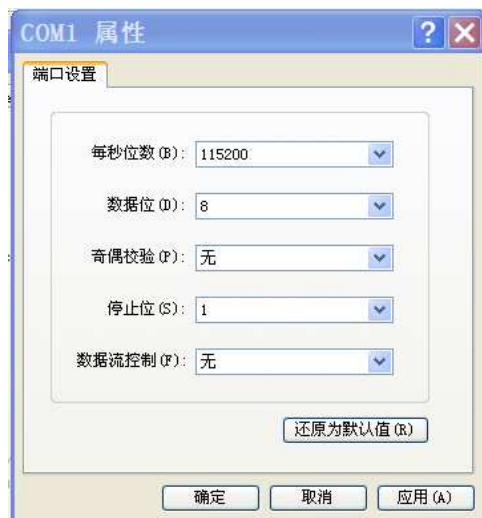 COM1 属性
端口设置
每秒位数(B): 115200
数据位(D): 8
奇偶校验(P): 无
停止位(S): 1
数据流控制(F): 无
还原为默认值(R)
确定 取消 应用(A)